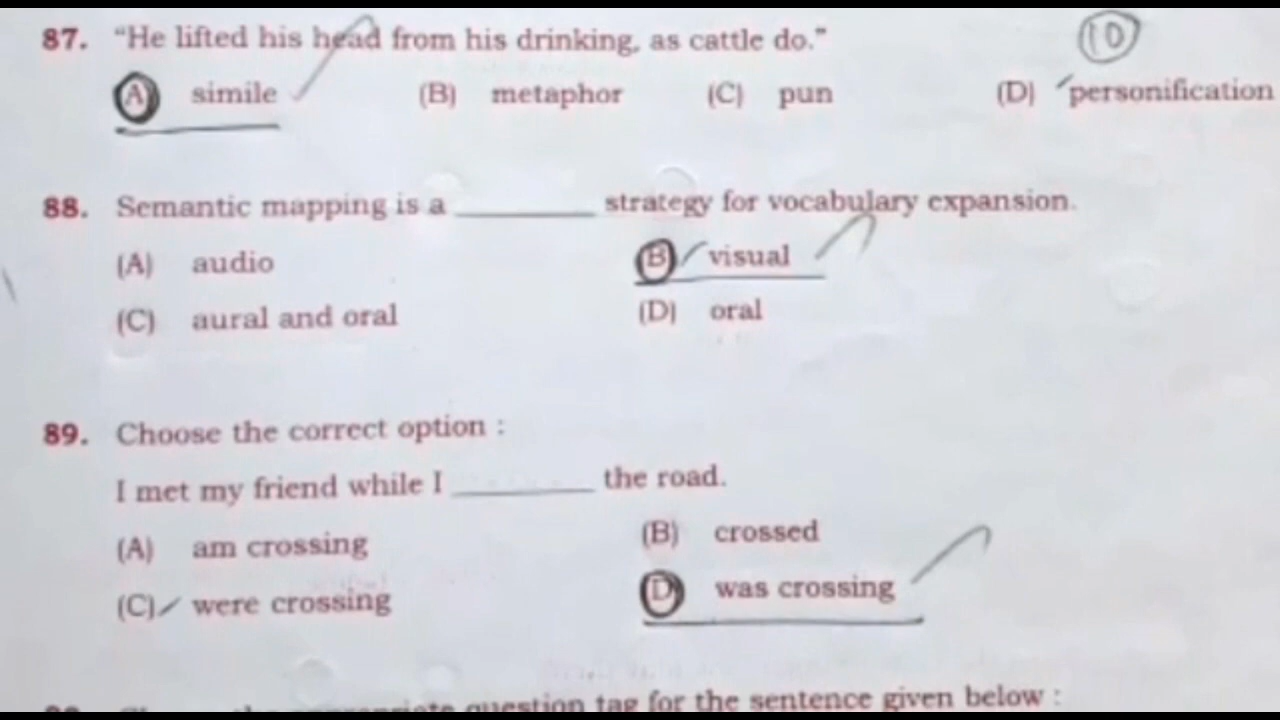 87. “He lifted his head from his drinking, as cattle do.”
10
(A) simile (B) metaphor (C) pun (D) personification
88. Semantic mapping is a ________ strategy for vocabulary expansion.
(A) audio (B) visual
(C) aural and oral (D) oral
89. Choose the correct option :
I met my friend while I ________ the road.
(A) am crossing (B) crossed
(C) were crossing (D) was crossing
question tag for the sentence given below :